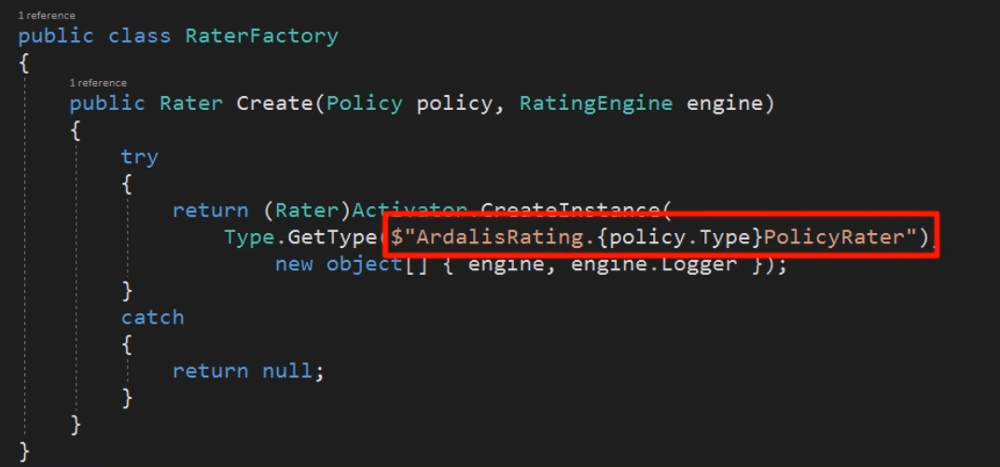 1 reference
public class RaterFactory
{
1 reference
public Rater Create(Policy policy, RatingEngine engine)
{
try
{
return (Rater)Activator.CreateInstance(
Type.GetType($"ArdalisRating.{policy.Type}PolicyRater"),
new object[] { engine, engine.Logger });
}
catch
{
return null;
}
}
}